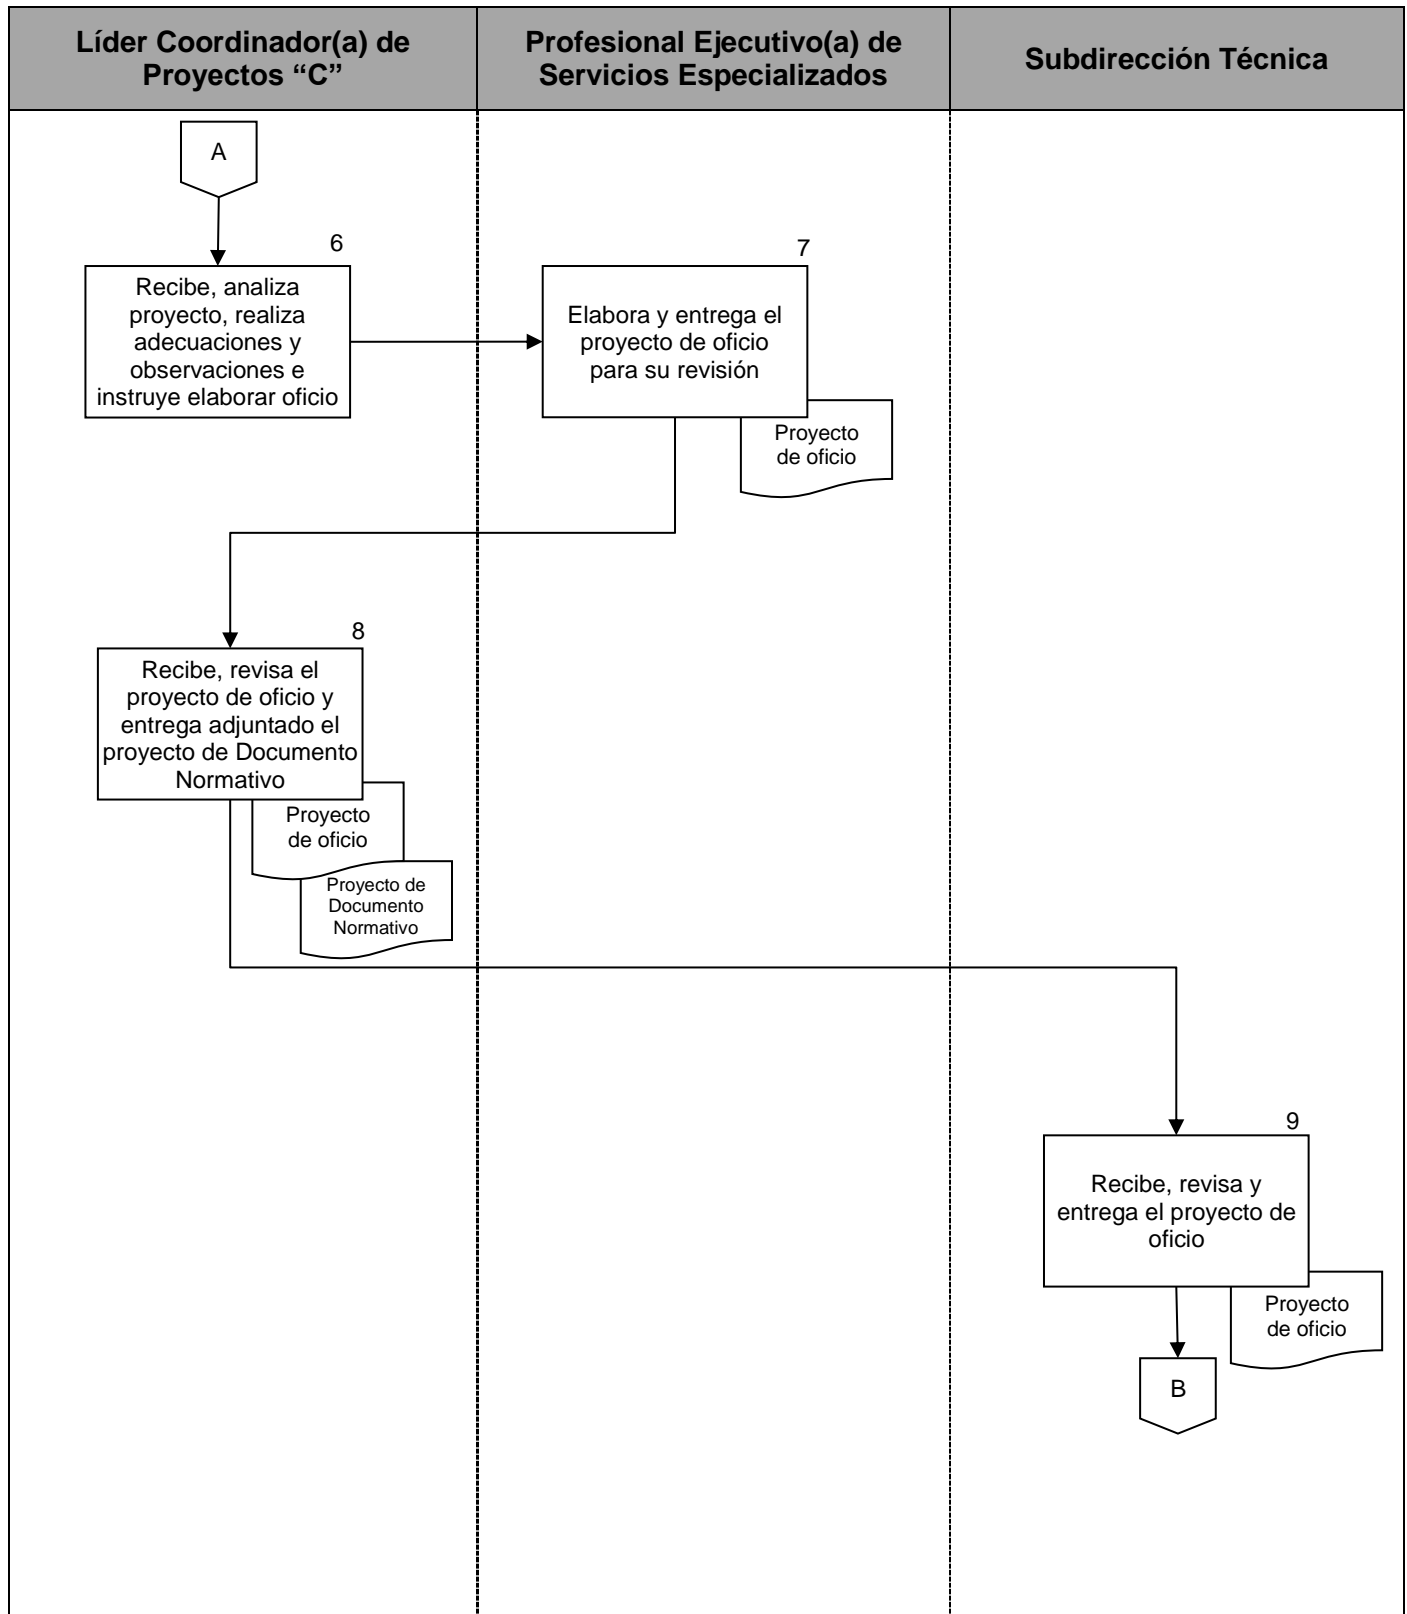 Líder Coordinador(a) de
Proyectos “C”
Profesional Ejecutivo(a) de
Servicios Especializados
Subdirección Técnica
A
6
Recibe, analiza
proyecto, realiza
adecuaciones y
observaciones e
instruye elaborar oficio
7
Elabora y entrega el
proyecto de oficio
para su revisión
Proyecto
de oficio
8
Recibe, revisa el
proyecto de oficio y
entrega adjuntado el
proyecto de Documento
Normativo
Proyecto
de oficio
Proyecto de
Documento
Normativo
9
Recibe, revisa y
entrega el proyecto de
oficio
Proyecto
de oficio
B